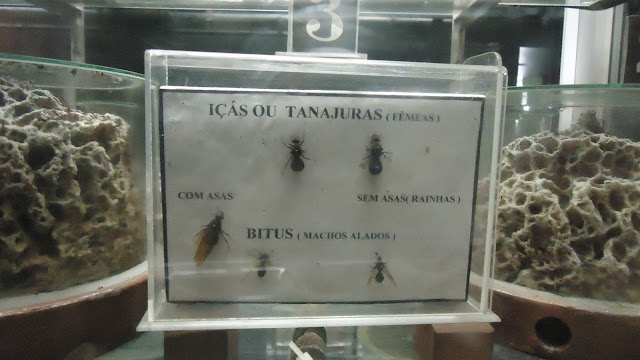 3
IÇÁS OU TANAJURAS ( FÊMEAS )
COM ASAS
SEM ASAS( RAINHAS )
BITUS ( MACHOS ALADOS )